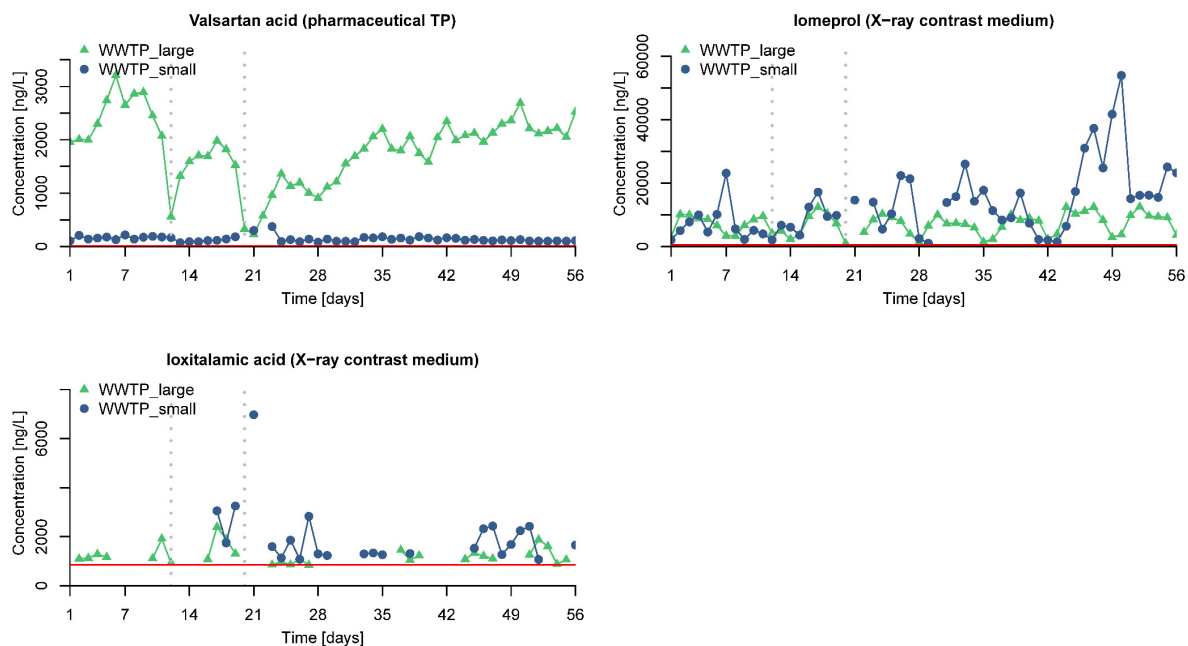 Valsartan acid (pharmaceutical TP)
WWTP_large
WWTP_small
Concentration [ng/L]
0 1000 2000 3000
1 7 14 21 28 35 42 49 56
Time [days]
Iomeprol (X−ray contrast medium)
WWTP_large
WWTP_small
Concentration [ng/L]
0 20000 40000 60000
1 7 14 21 28 35 42 49 56
Time [days]
Ioxitalamic acid (X−ray contrast medium)
WWTP_large
WWTP_small
Concentration [ng/L]
0 2000 6000
1 7 14 21 28 35 42 49 56
Time [days]